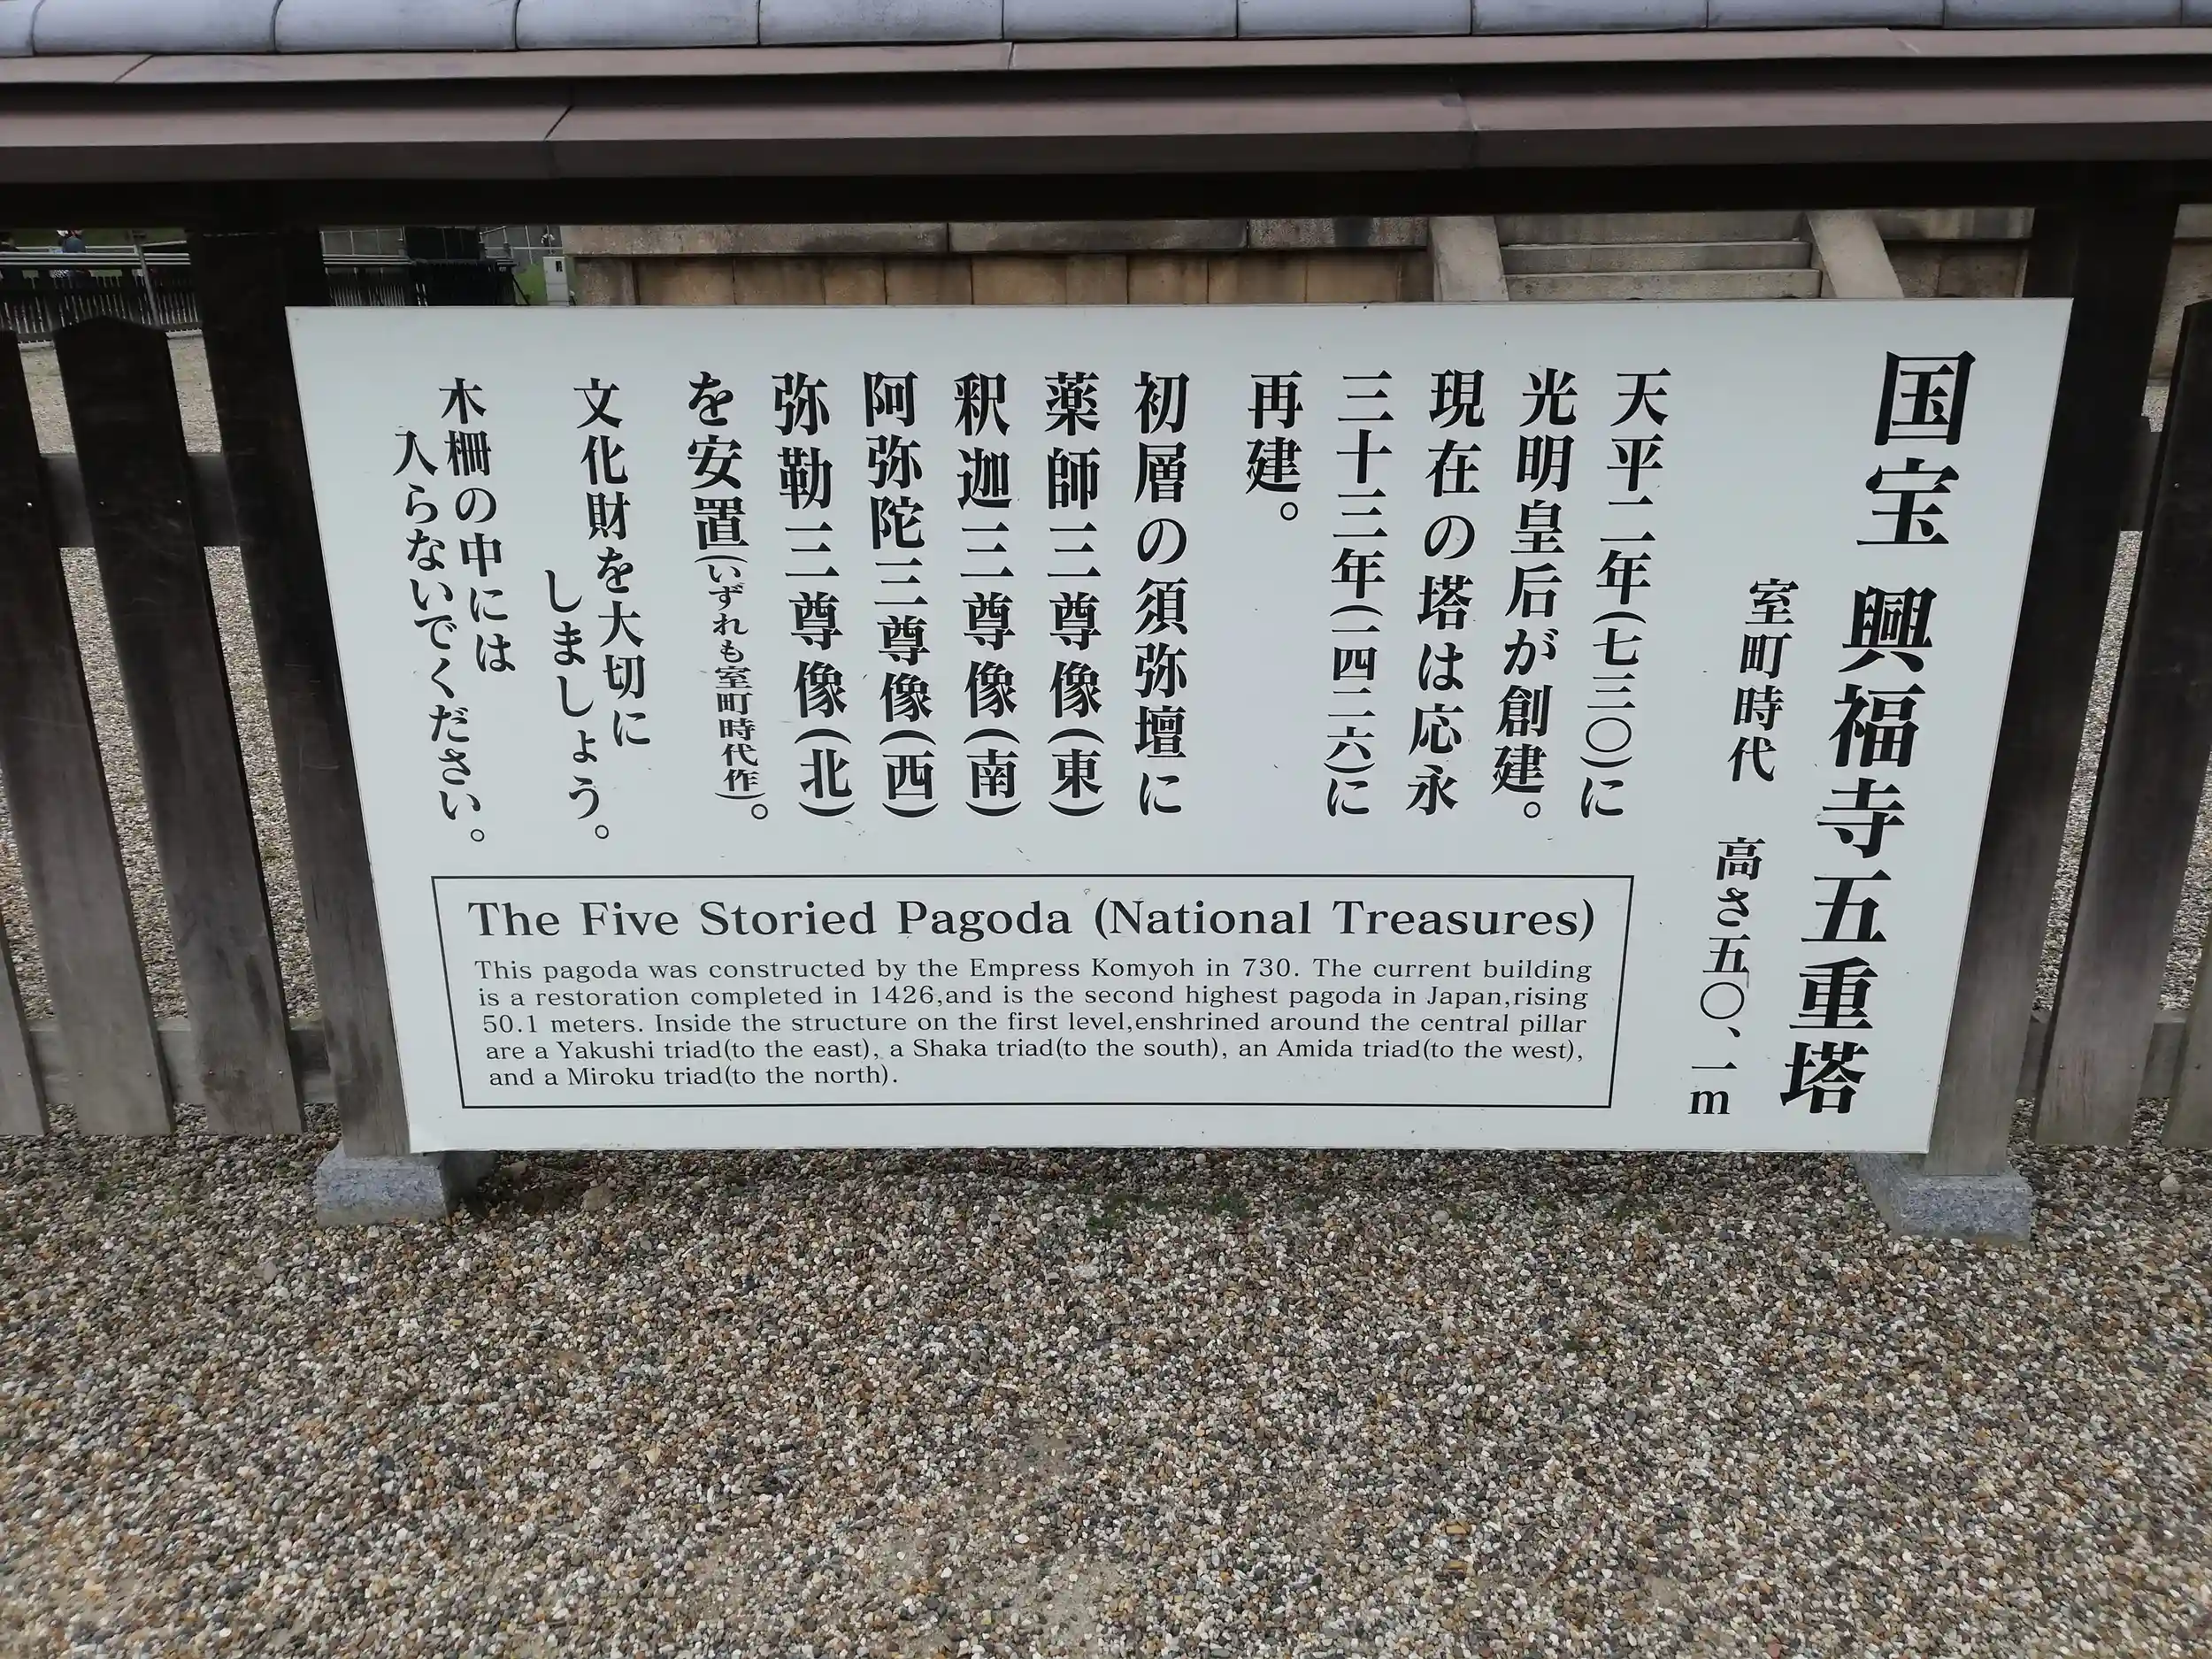 国宝 興福寺五重塔
室町時代 高さ五〇、一m
天平二年(七三〇)に
光明皇后が創建。
現在の塔は応永
三十三年(一四二六)に
再建。
初層の須弥壇に
薬師三尊像(東)
釈迦三尊像(南)
阿弥陀三尊像(西)
弥勒三尊像(北)
を安置(いずれも室町時代作)。
文化財を大切に
しましょう。
木柵の中には
入らないでください。
The Five Storied Pagoda (National Treasures)
This pagoda was constructed by the Empress Komyoh in 730. The current building
is a restoration completed in 1426,and is the second highest pagoda in Japan,rising
50.1 meters. Inside the structure on the first level,enshrined around the central pillar
are a Yakushi triad(to the east), a Shaka triad(to the south), an Amida triad(to the west),
and a Miroku triad(to the north).